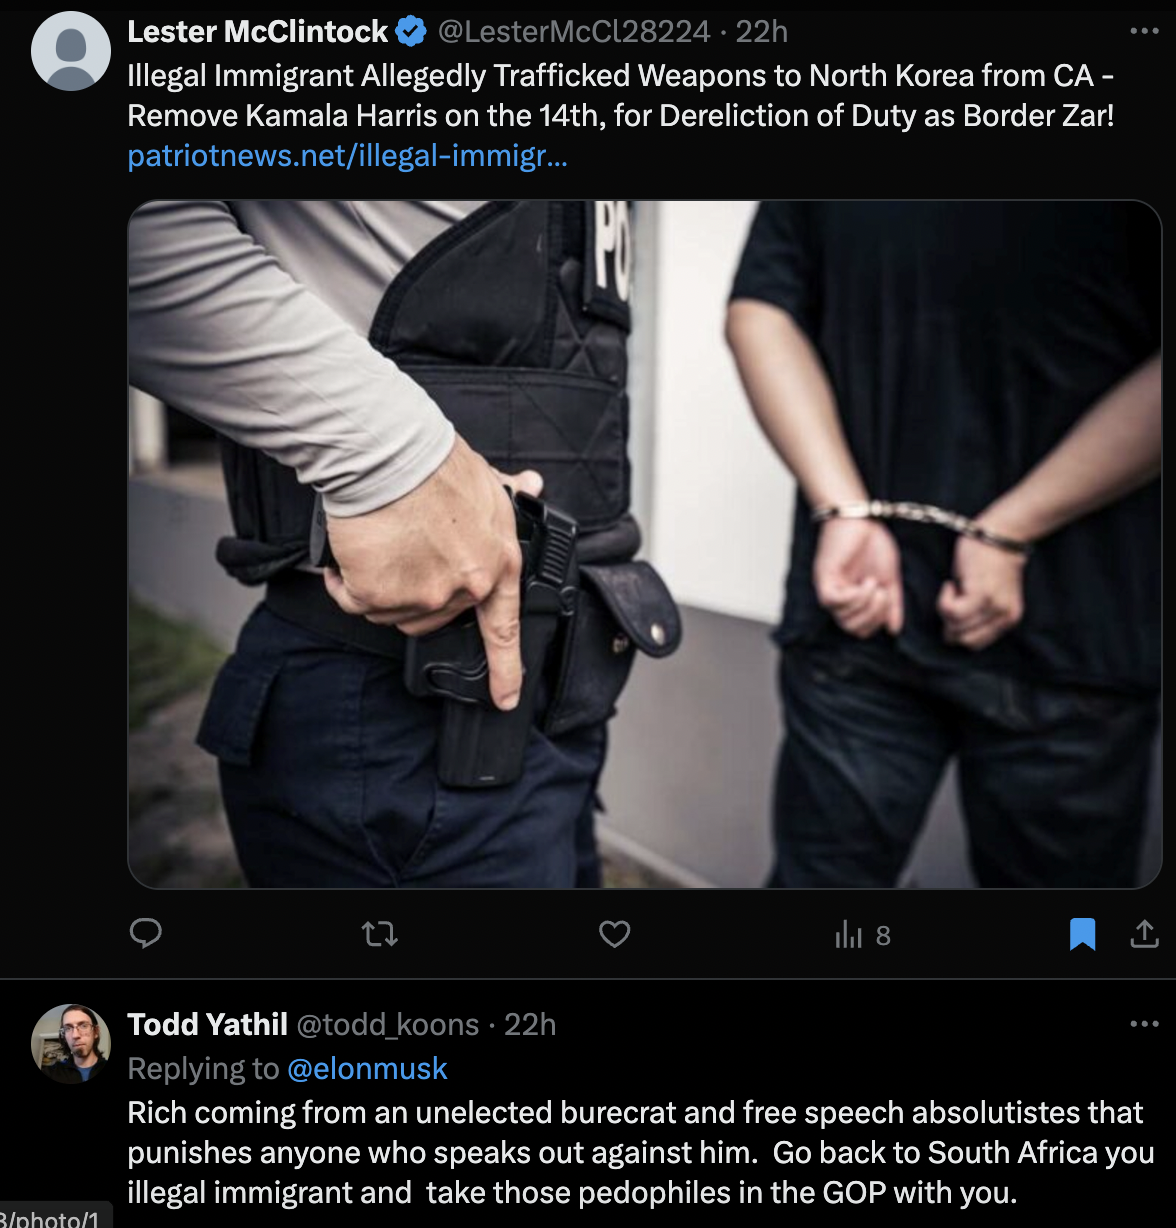 Lester McClintock @LesterMcCl28224 · 22h
Illegal Immigrant Allegedly Trafficked Weapons to North Korea from CA -
Remove Kamala Harris on the 14th, for Dereliction of Duty as Border Zar!
patriotnews.net/illegal-immigr...
PO
8
Todd Yathil @todd_koons · 22h
Replying to @elonmusk
Rich coming from an unelected burecrat and free speech absolutistes that
punishes anyone who speaks out against him.  Go back to South Africa you
illegal immigrant and  take those pedophiles in the GOP with you.
3/photo/1